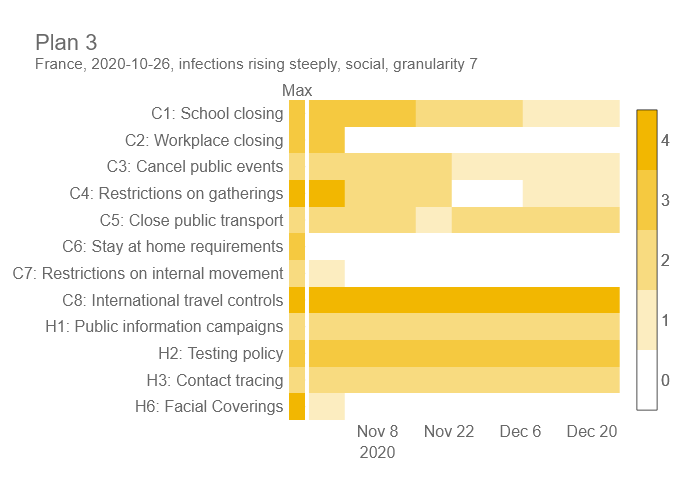 Plan 3
France, 2020-10-26, infections rising steeply, social, granularity 7
Max
C1: School closing
C2: Workplace closing
C3: Cancel public events
C4: Restrictions on gatherings
C5: Close public transport
C6: Stay at home requirements
C7: Restrictions on internal movement
C8: International travel controls
H1: Public information campaigns
H2: Testing policy
H3: Contact tracing
H6: Facial Coverings
Nov 8
2020
Nov 22
Dec 6
Dec 20
4
3
2
1
0